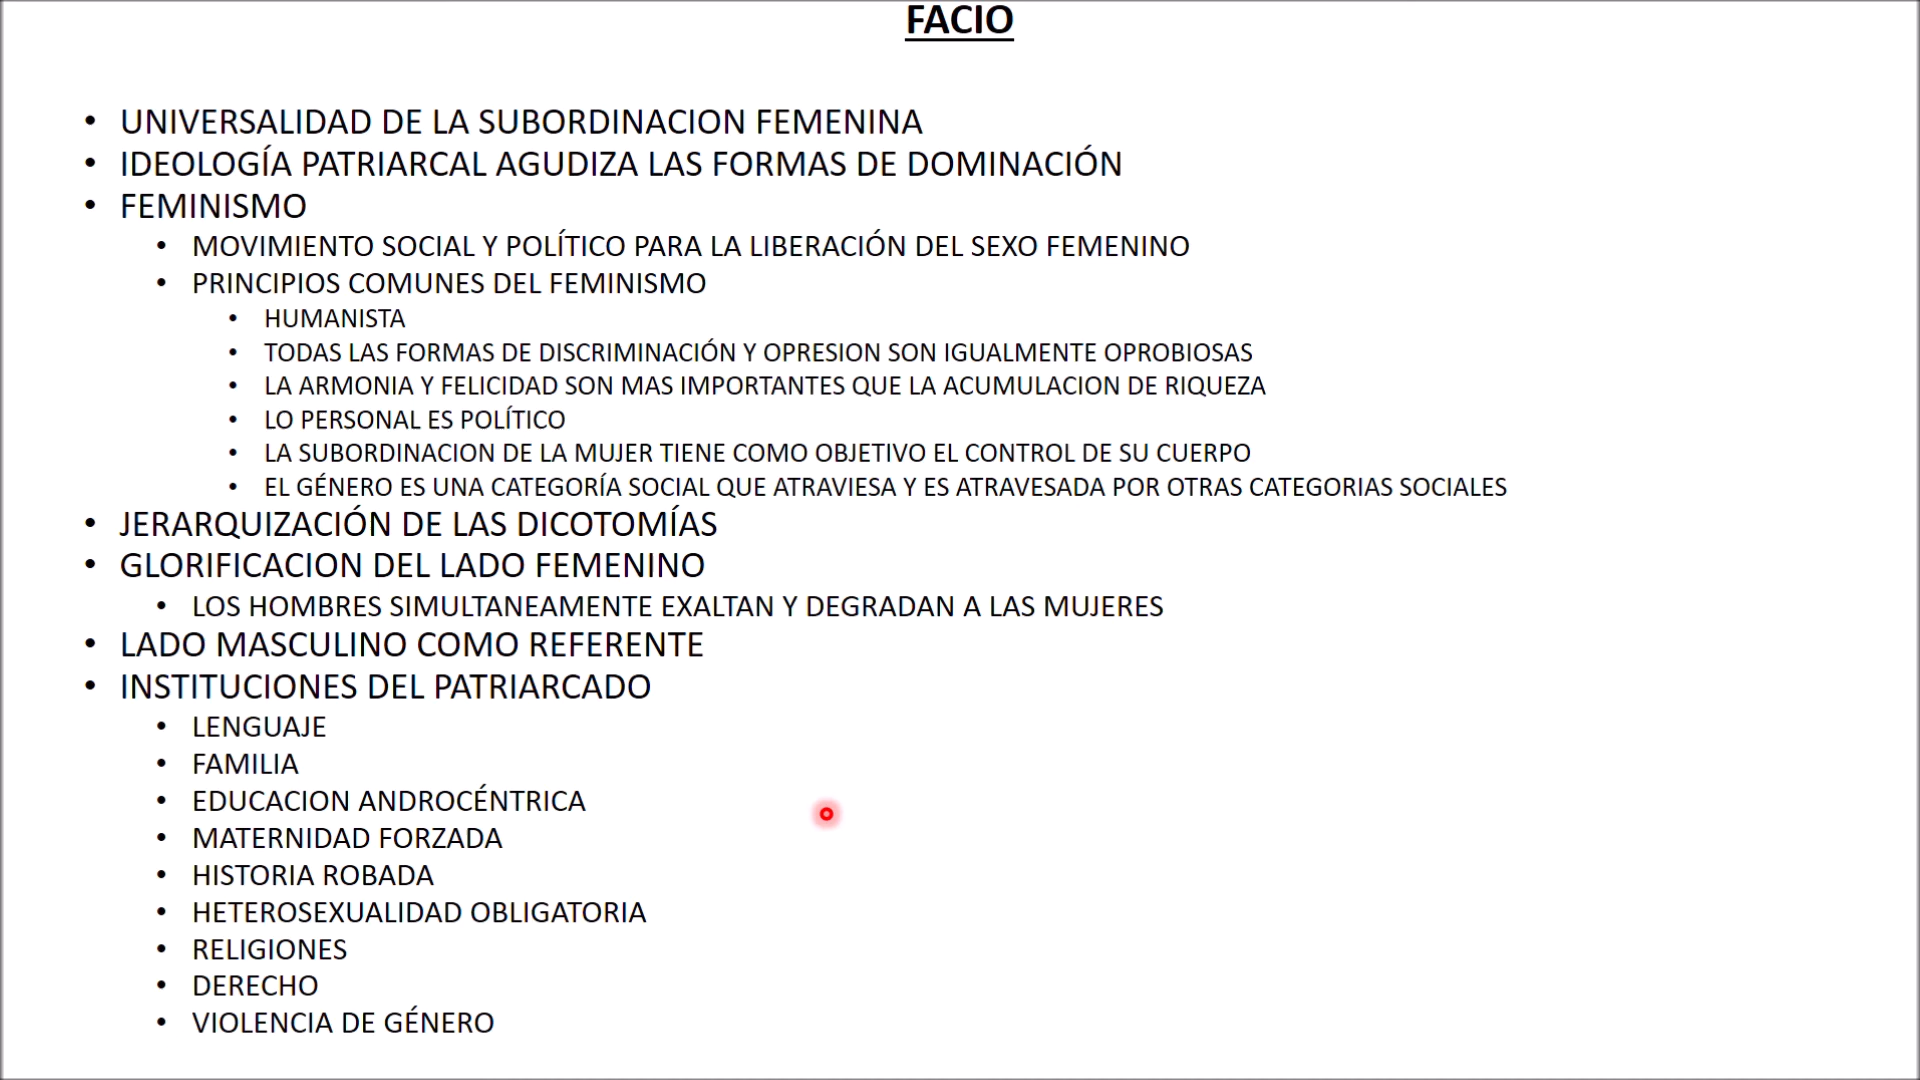 FACIO
• UNIVERSALIDAD DE LA SUBORDINACION FEMENINA
• IDEOLOGÍA PATRIARCAL AGUDIZA LAS FORMAS DE DOMINACIÓN
• FEMINISMO
• MOVIMIENTO SOCIAL Y POLÍTICO PARA LA LIBERACIÓN DEL SEXO FEMENINO
• PRINCIPIOS COMUNES DEL FEMINISMO
• HUMANISTA
• TODAS LAS FORMAS DE DISCRIMINACIÓN Y OPRESION SON IGUALMENTE OPROBIOSAS
• LA ARMONIA Y FELICIDAD SON MAS IMPORTANTES QUE LA ACUMULACION DE RIQUEZA
• LO PERSONAL ES POLÍTICO
• LA SUBORDINACION DE LA MUJER TIENE COMO OBJETIVO EL CONTROL DE SU CUERPO
• EL GÉNERO ES UNA CATEGORÍA SOCIAL QUE ATRAVIESA Y ES ATRAVESADA POR OTRAS CATEGORIAS SOCIALES
• JERARQUIZACIÓN DE LAS DICOTOMÍAS
• GLORIFICACION DEL LADO FEMENINO
• LOS HOMBRES SIMULTANEAMENTE EXALTAN Y DEGRADAN A LAS MUJERES
• LADO MASCULINO COMO REFERENTE
• INSTITUCIONES DEL PATRIARCADO
• LENGUAJE
• FAMILIA
• EDUCACION ANDROCÉNTRICA
• MATERNIDAD FORZADA
• HISTORIA ROBADA
• HETEROSEXUALIDAD OBLIGATORIA
• RELIGIONES
• DERECHO
• VIOLENCIA DE GÉNERO